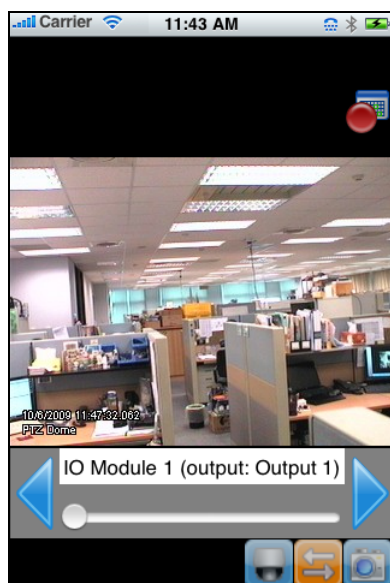 Carrier 11:43 AM
10/6/2009 11:47:32.062
PTZ Dome
IO Module 1 (output: Output 1)